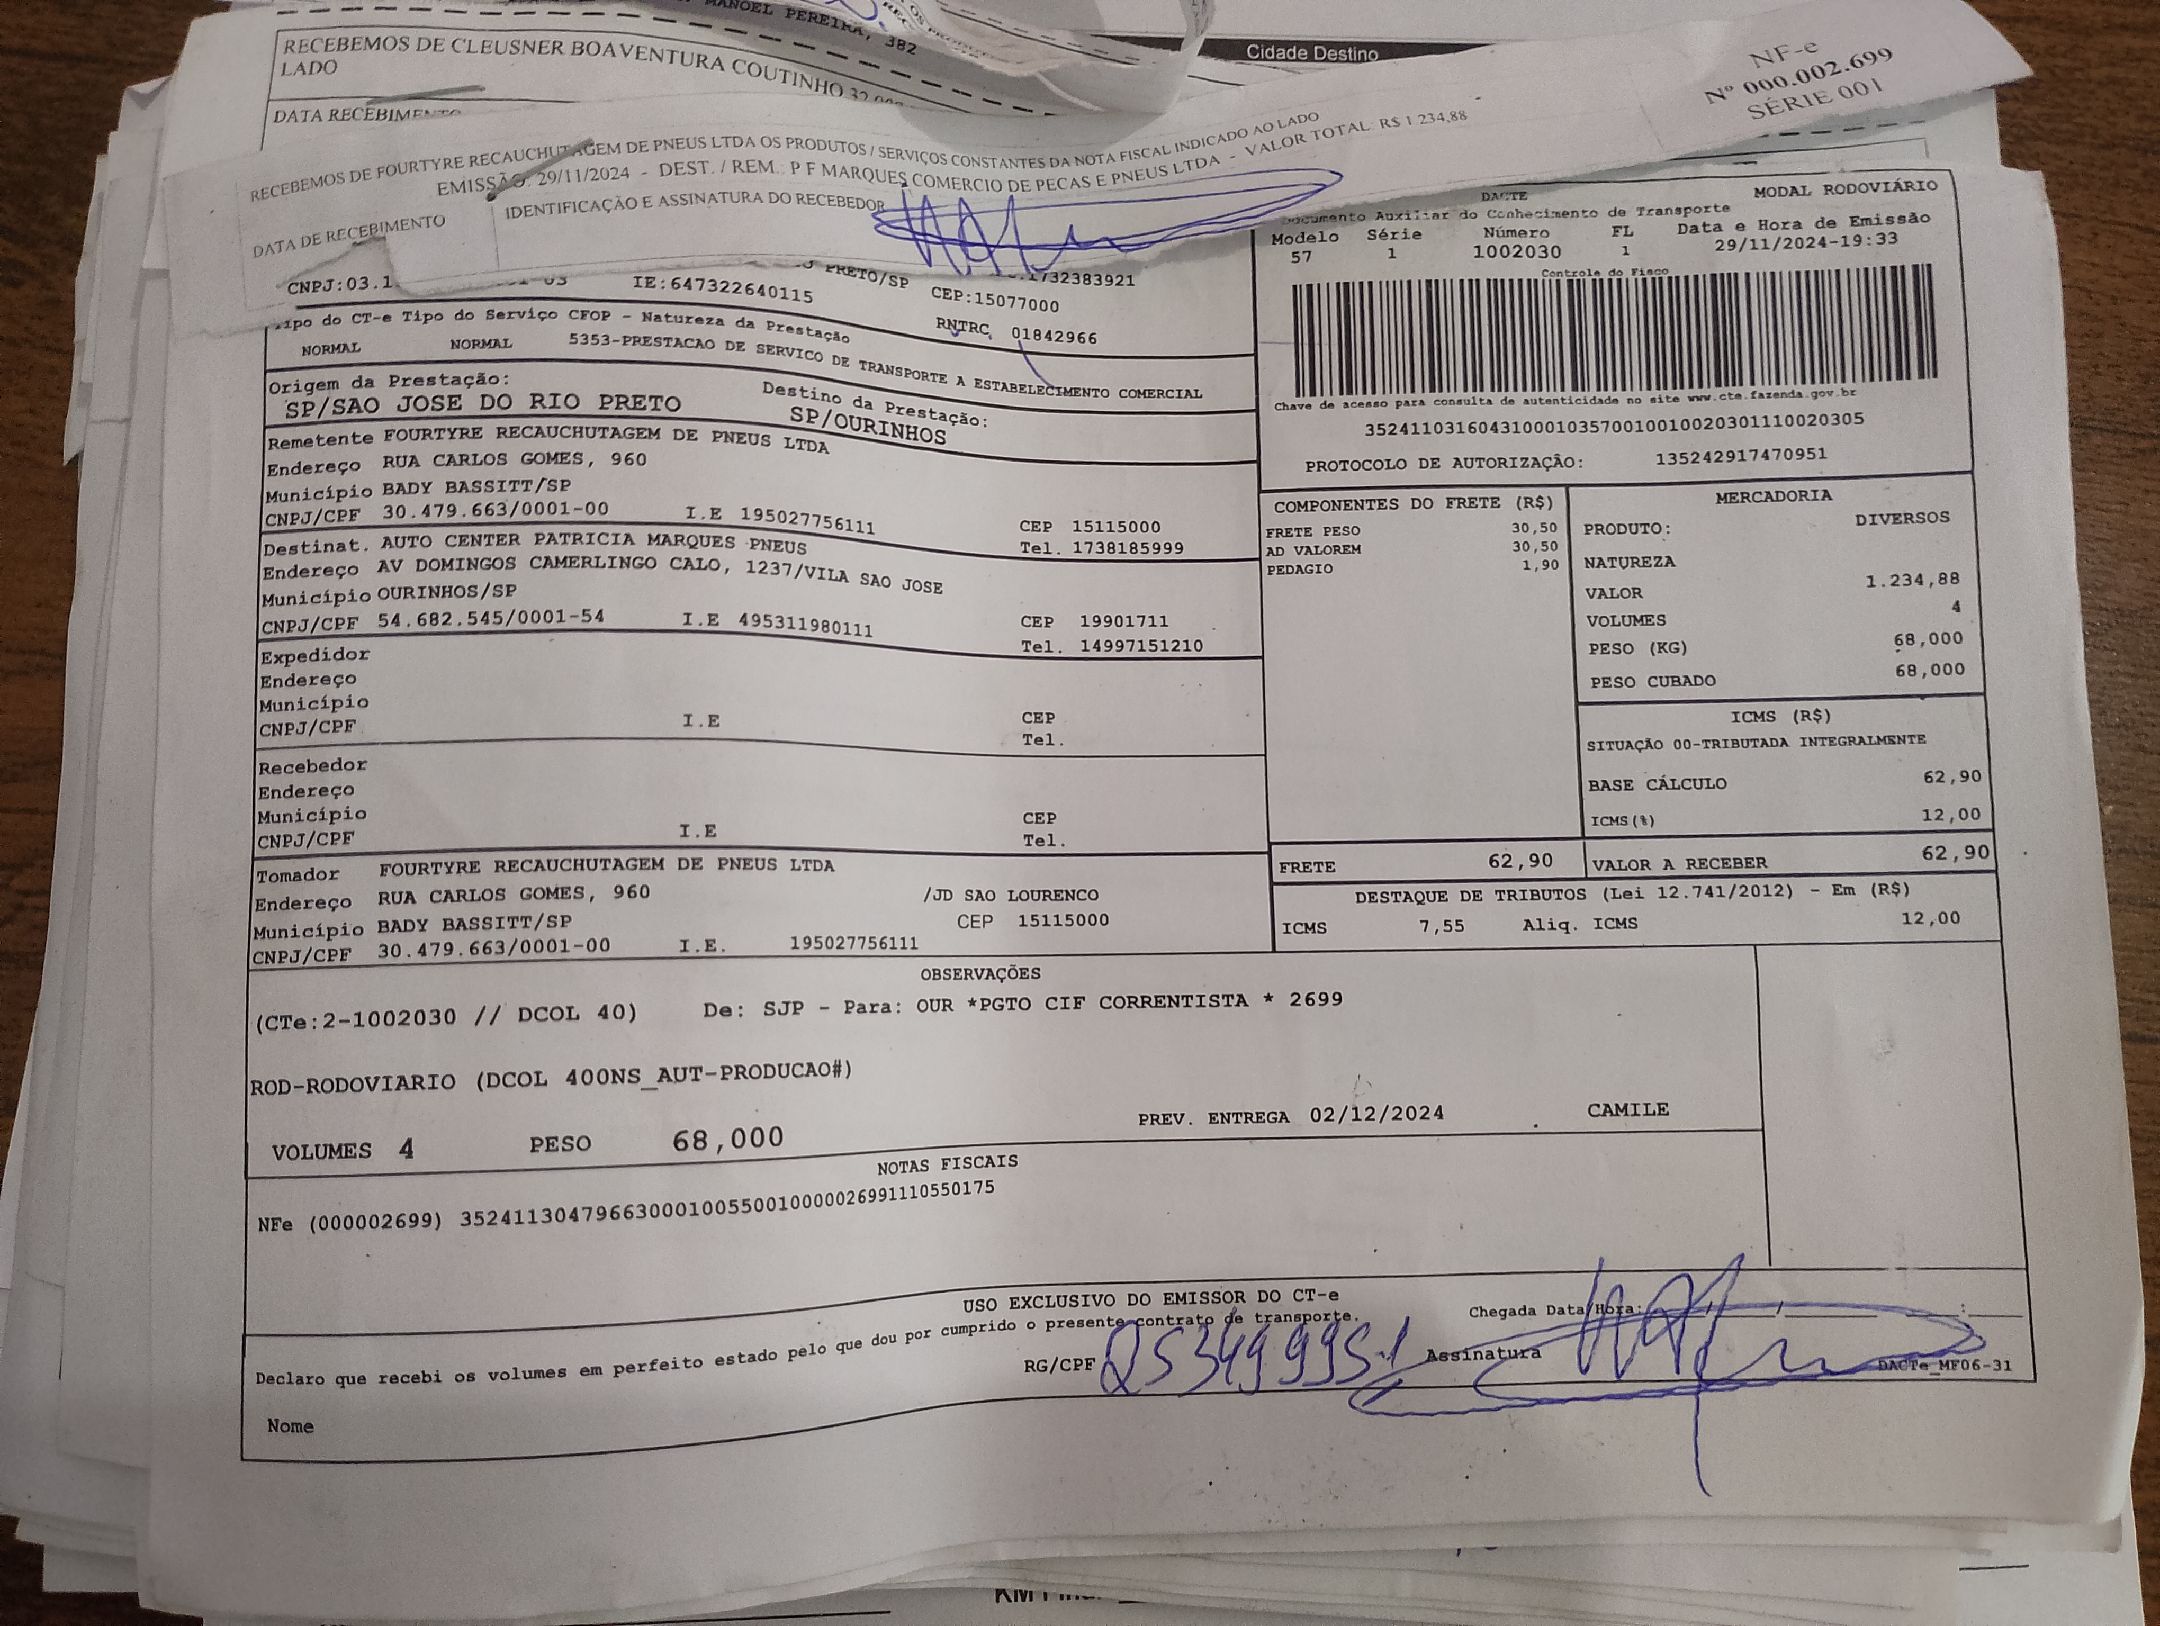 MANOEL PEREIRA, 382
RECEBEMOS DE CLEUSNER BOAVENTURA COUTINHO
LADO
DATA RECEBIMENTO
Cidade Destino
NF-e
Nº 000.002.699
SÉRIE 001
RECEBEMOS DE FOURTYRE RECAUCHUTAGEM DE PNEUS LTDA OS PRODUTOS / SERVIÇOS CONSTANTES DA NOTA FISCAL INDICADO AO LADO
EMISSÃO: 29/11/2024 - DEST. / REM.: P F MARQUES COMERCIO DE PECAS E PNEUS LTDA - VALOR TOTAL: R$ 1.234,88
DATA DE RECEBIMENTO
IDENTIFICAÇÃO E ASSINATURA DO RECEBEDOR
DACTE MODAL RODOVIÁRIO
Documento Auxiliar do Conhecimento de Transporte
Modelo Série Número FL Data e Hora de Emissão
57 1 1002030 1 29/11/2024-19:33
Controle do Fisco
Chave de acesso para consulta de autenticidade no site www.cte.fazenda.gov.br
35241103160431000103570010010020301110020305
PROTOCOLO DE AUTORIZAÇÃO: 135242917470951
PRETO/SP
CNPJ:03.1 IE:647322640115 CEP:15077000
RNTRC 01842966
Tipo do CT-e Tipo do Serviço CFOP - Natureza da Prestação
NORMAL NORMAL 5353-PRESTACAO DE SERVICO DE TRANSPORTE A ESTABELECIMENTO COMERCIAL
Origem da Prestação: Destino da Prestação:
SP/SAO JOSE DO RIO PRETO SP/OURINHOS
Remetente FOURTYRE RECAUCHUTAGEM DE PNEUS LTDA
Endereço RUA CARLOS GOMES, 960
Município BADY BASSITT/SP
CNPJ/CPF 30.479.663/0001-00 I.E 195027756111 CEP 15115000
Tel. 1738185999
Destinat. AUTO CENTER PATRICIA MARQUES PNEUS
Endereço AV DOMINGOS CAMERLINGO CALO, 1237/VILA SAO JOSE
Município OURINHOS/SP
CNPJ/CPF 54.682.545/0001-54 I.E 495311980111 CEP 19901711
Tel. 14997151210
Expedidor
Endereço
Município
CNPJ/CPF I.E CEP
Tel.
Recebedor
Endereço
Município
CNPJ/CPF I.E CEP
Tel.
Tomador FOURTYRE RECAUCHUTAGEM DE PNEUS LTDA
Endereço RUA CARLOS GOMES, 960 /JD SAO LOURENCO
Município BADY BASSITT/SP CEP 15115000
CNPJ/CPF 30.479.663/0001-00 I.E. 195027756111
COMPONENTES DO FRETE (R$)
FRETE PESO 30,50
AD VALOREM 30,50
PEDAGIO 1,90
MERCADORIA
PRODUTO: DIVERSOS
NATUREZA
VALOR 1.234,88
VOLUMES 4
PESO (KG) 68,000
PESO CUBADO 68,000
ICMS (R$)
SITUAÇÃO 00-TRIBUTADA INTEGRALMENTE
BASE CÁLCULO 62,90
ICMS(%) 12,00
FRETE 62,90 VALOR A RECEBER 62,90
DESTAQUE DE TRIBUTOS (Lei 12.741/2012) - Em (R$)
ICMS 7,55 Aliq. ICMS 12,00
OBSERVAÇÕES
(CTe:2-1002030 // DCOL 40) De: SJP - Para: OUR *PGTO CIF CORRENTISTA * 2699
ROD-RODOVIARIO (DCOL 400NS_AUT-PRODUCAO#)
PREV. ENTREGA 02/12/2024 CAMILE
VOLUMES 4 PESO 68,000
NOTAS FISCAIS
NFe (000002699) 35241130479663000100550010000026991110550175
USO EXCLUSIVO DO EMISSOR DO CT-e
Declaro que recebi os volumes em perfeito estado pelo que dou por cumprido o presente contrato de transporte.
Chegada Data/Hora: / / :
RG/CPF Assinatura
DACTe_MF06-31
Nome